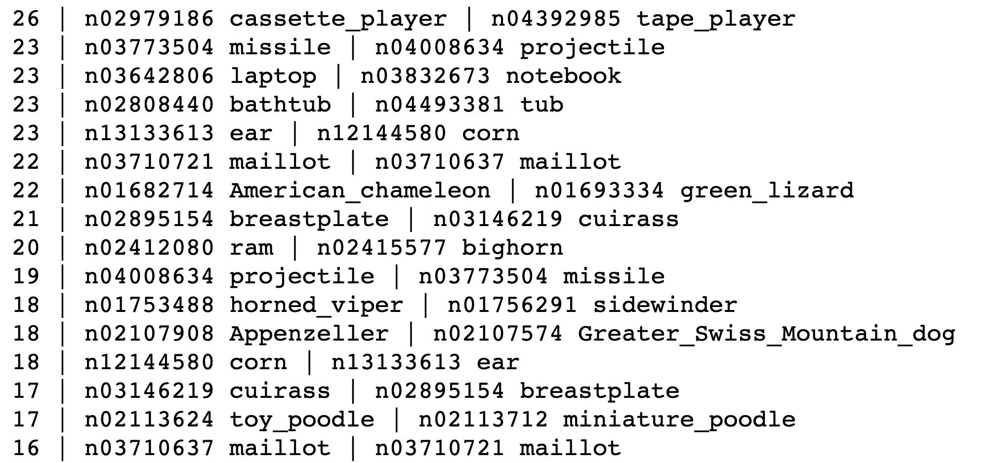 26 | n02979186 cassette_player | n04392985 tape_player
23 | n03773504 missile | n04008634 projectile
23 | n03642806 laptop | n03832673 notebook
23 | n02808440 bathtub | n04493381 tub
23 | n13133613 ear | n12144580 corn
22 | n03710721 maillot | n03710637 maillot
22 | n01682714 American_chameleon | n01693334 green_lizard
21 | n02895154 breastplate | n03146219 cuirass
20 | n02412080 ram | n02415577 bighorn
19 | n04008634 projectile | n03773504 missile
18 | n01753488 horned_viper | n01756291 sidewinder
18 | n02107908 Appenzeller | n02107574 Greater_Swiss_Mountain_dog
18 | n12144580 corn | n13133613 ear
17 | n03146219 cuirass | n02895154 breastplate
17 | n02113624 toy_poodle | n02113712 miniature_poodle
16 | n03710637 maillot | n03710721 maillot